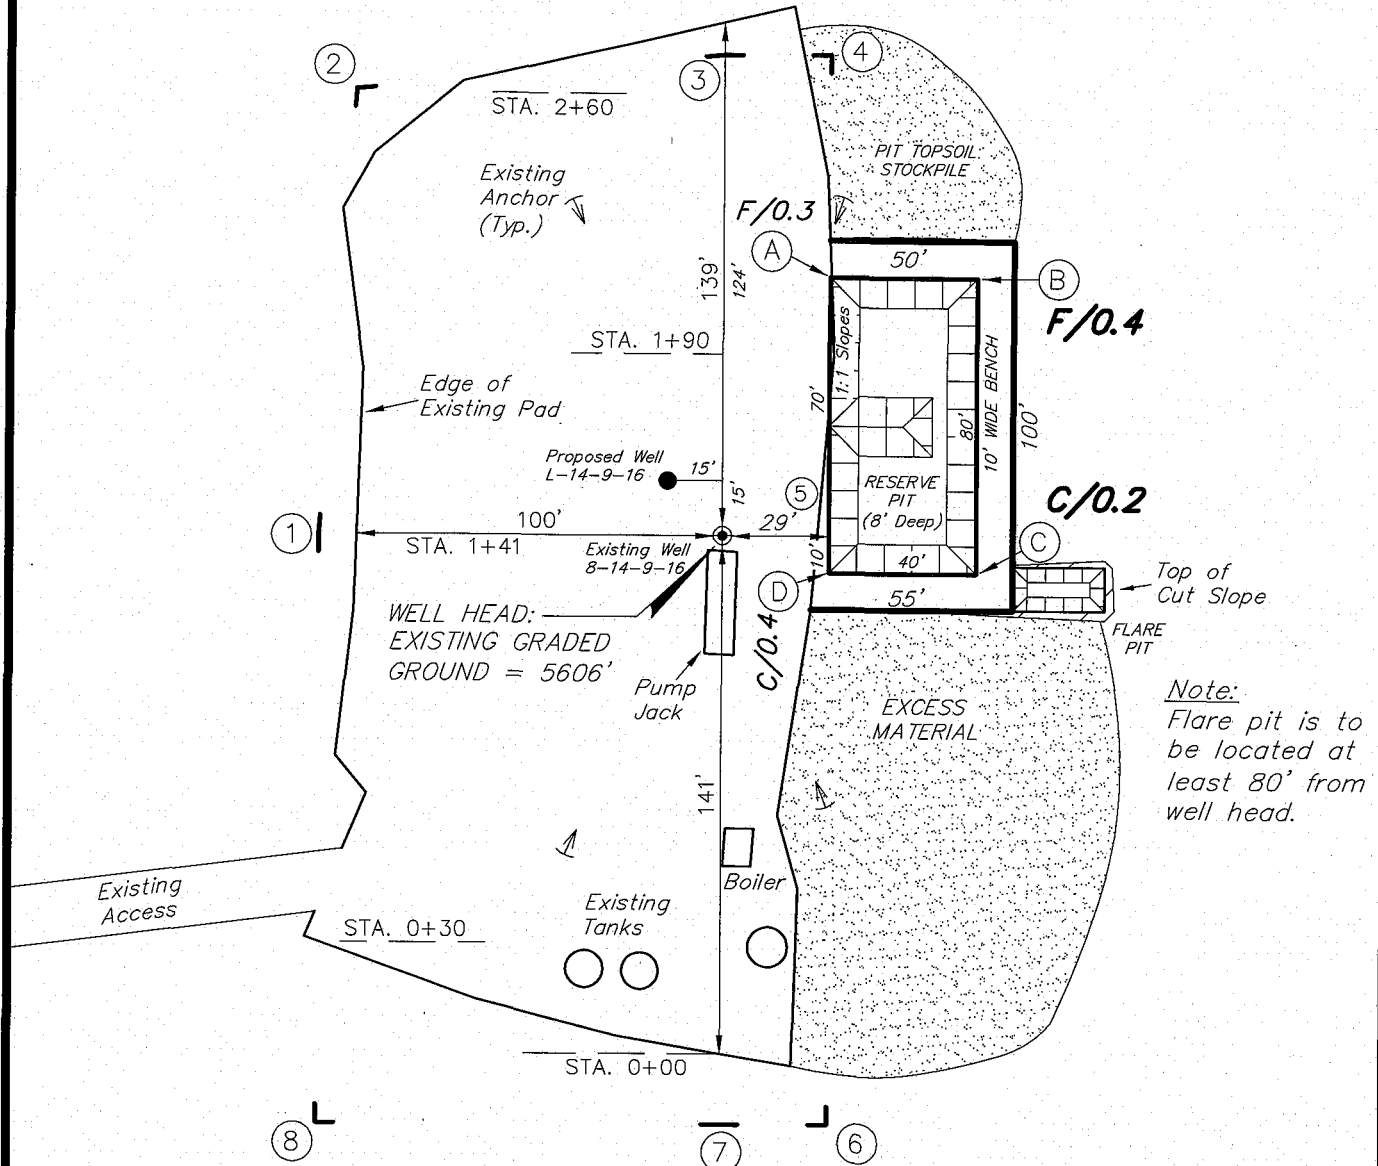 2
3
4
STA. 2+60
PIT TOPSOIL
STOCKPILE
Existing
Anchor
(Typ.)
F/0.3
A
50'
B
F/0.4
139'
124'
STA. 1+90
1:1 Slopes
10' WIDE BENCH
100'
70'
80'
Edge of
Existing Pad
Proposed Well
L-14-9-16
15'
15'
5
RESERVE
PIT
(8' Deep)
C/0.2
1
100'
STA. 1+41
29'
Existing Well
8-14-9-16
10'
40'
C
D
55'
Top of
Cut Slope
FLARE
PIT
WELL HEAD:
EXISTING GRADED
GROUND = 5606'
C/0.4
Pump
Jack
EXCESS
MATERIAL
Note:
Flare pit is to
be located at
least 80' from
well head.
141'
Boiler
Existing
Access
Existing
Tanks
STA. 0+30
STA. 0+00
8
7
6